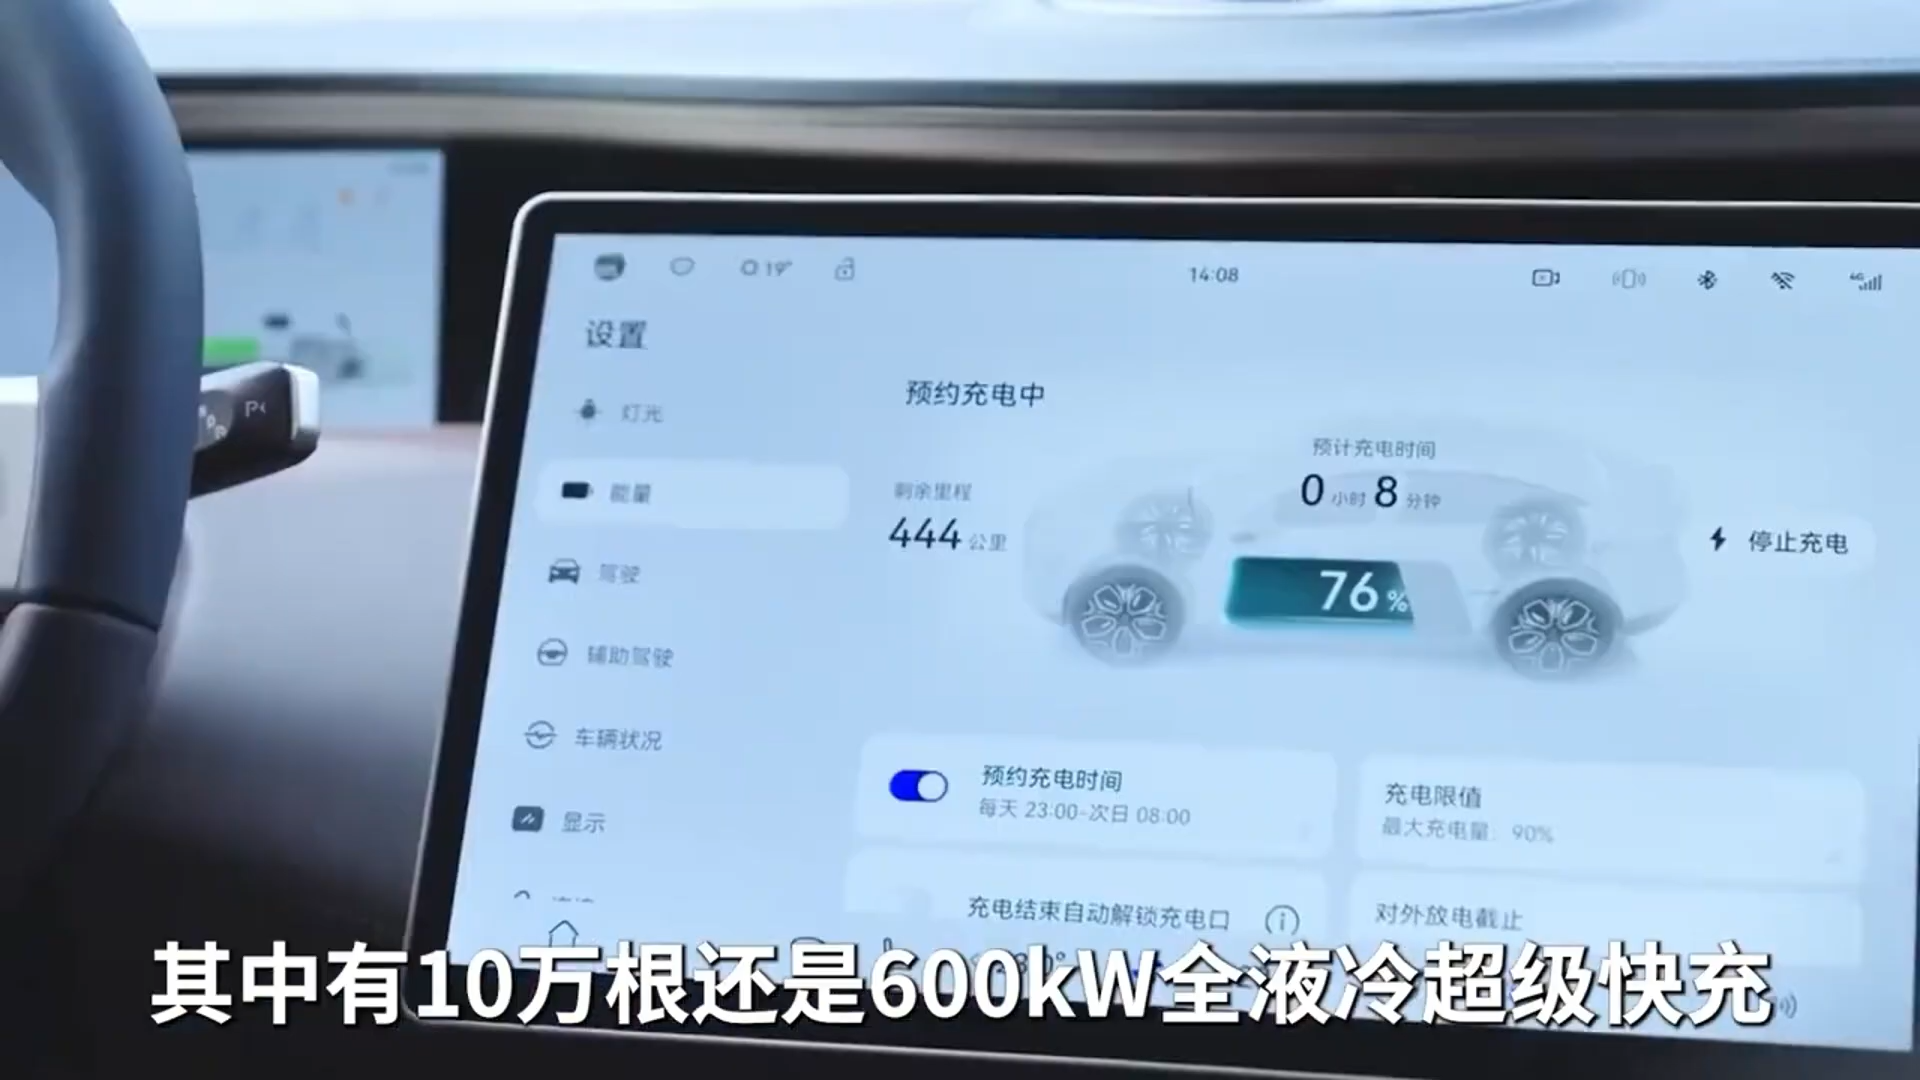 19°
14:08
4G
设置
灯光
能量
驾驶
辅助驾驶
车辆状况
显示
预约充电中
剩余里程
444 公里
预计充电时间
0 小时 8 分钟
76%
停止充电
预约充电时间
每天 23:00-次日 08:00
充电限值
最大充电量：90%
充电结束自动解锁充电口
对外放电截止
P
其中有10万根还是600kW全液冷超级快充